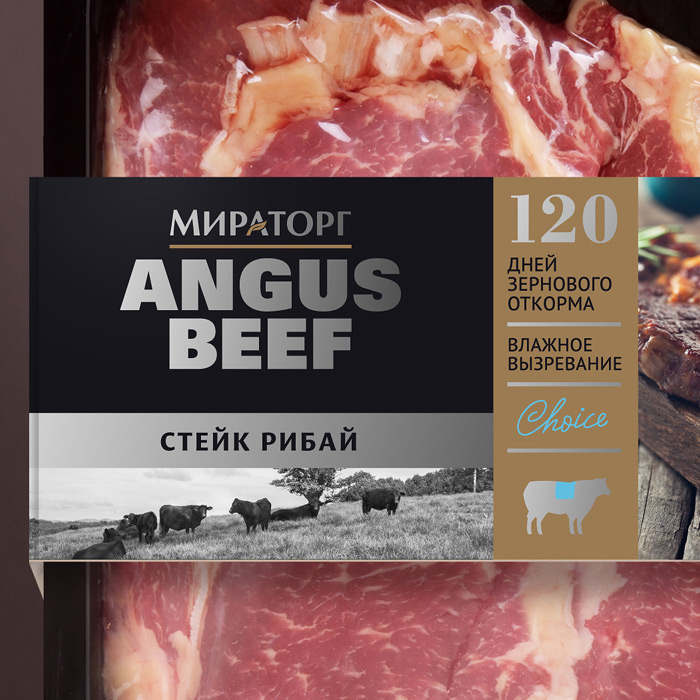 МИРАТОРГ
ANGUS
BEEF
СТЕЙК РИБАЙ
120
ДНЕЙ
ЗЕРНОВОГО
ОТКОРМА
ВЛАЖНОЕ
ВЫЗРЕВАНИЕ
Choice